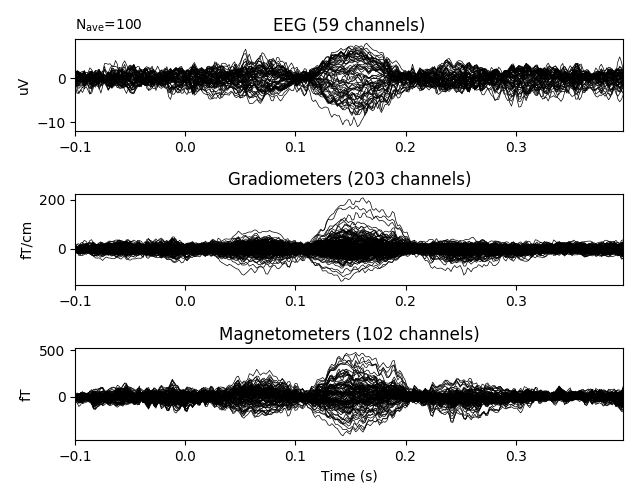 N_ave=100
EEG (59 channels)
uV
0
−10
−0.1 0.0 0.1 0.2 0.3
Gradiometers (203 channels)
fT/cm
200
0
−0.1 0.0 0.1 0.2 0.3
Magnetometers (102 channels)
fT
500
0
−0.1 0.0 0.1 0.2 0.3
Time (s)